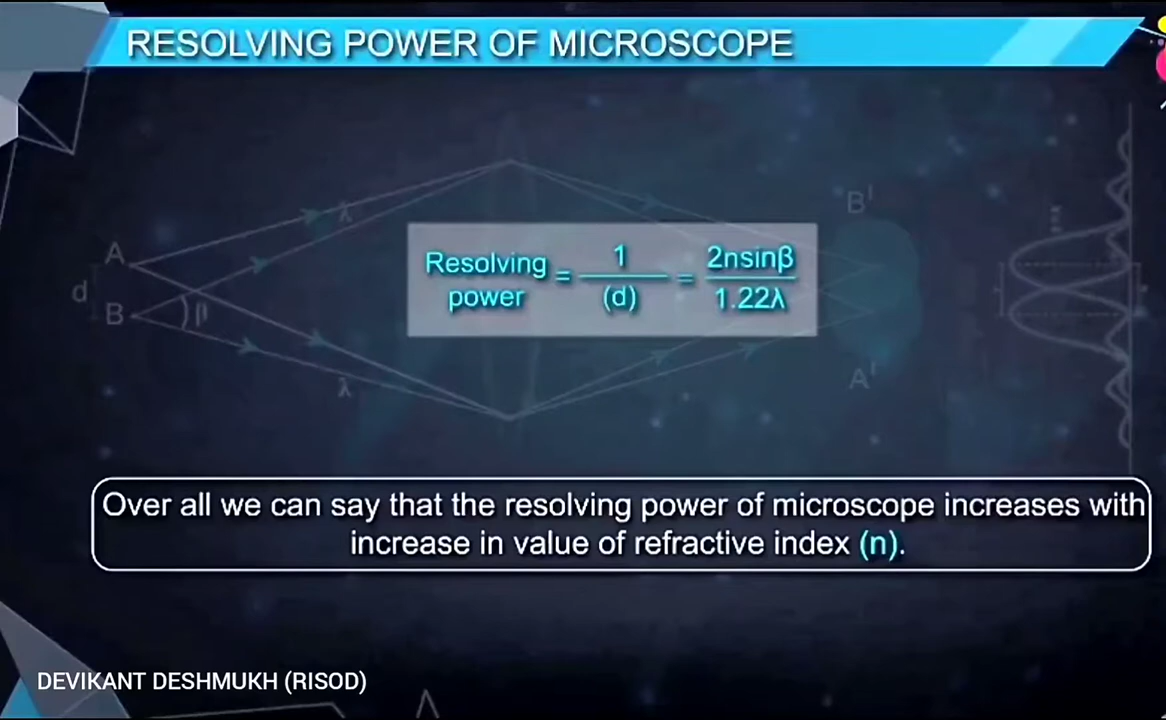 RESOLVING POWER OF MICROSCOPE
A
B
d
β
λ
λ
B'
A'
Resolving power = 1/(d) = 2nsinβ/1.22λ
Over all we can say that the resolving power of microscope increases with
increase in value of refractive index (n).
DEVIKANT DESHMUKH (RISOD)